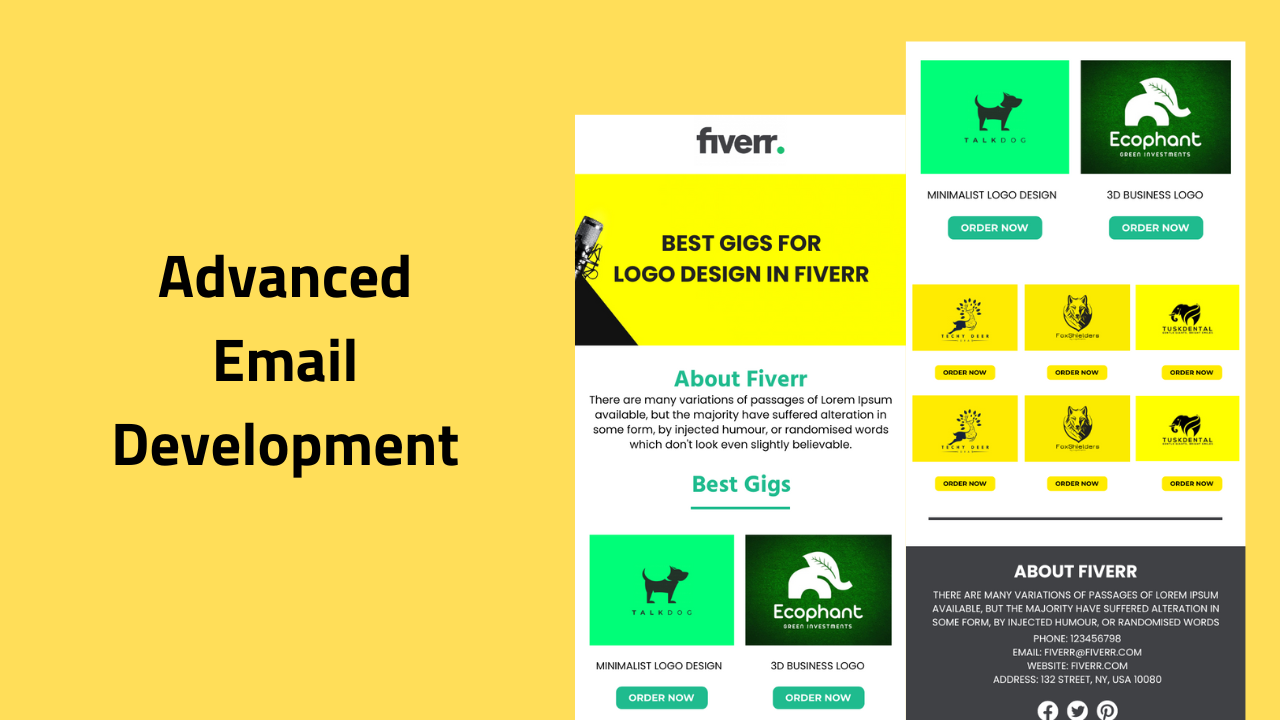 Advanced
Email
Development
fiverr.
BEST GIGS FOR
LOGO DESIGN IN FIVERR
About Fiverr
There are many variations of passages of Lorem Ipsum
available, but the majority have suffered alteration in
some form, by injected humour, or randomised words
which don't look even slightly believable.
Best Gigs
TALKDOG
Ecophant
GREEN INVESTMENTS
MINIMALIST LOGO DESIGN
3D BUSINESS LOGO
ORDER NOW
ORDER NOW
TALKDOG
Ecophant
GREEN INVESTMENTS
MINIMALIST LOGO DESIGN
3D BUSINESS LOGO
ORDER NOW
ORDER NOW
TECHY DEER
FoxShielders
TUSKDENTAL
ORDER NOW
ORDER NOW
ORDER NOW
TECHY DEER
FoxShielders
TUSKDENTAL
ORDER NOW
ORDER NOW
ORDER NOW
ABOUT FIVERR
THERE ARE MANY VARIATIONS OF PASSAGES OF LOREM IPSUM
AVAILABLE, BUT THE MAJORITY HAVE SUFFERED ALTERATION IN
SOME FORM, BY INJECTED HUMOUR, OR RANDOMISED WORDS
PHONE: 123456798
EMAIL: FIVERR@FIVERR.COM
WEBSITE: FIVERR.COM
ADDRESS: 132 STREET, NY, USA 10080